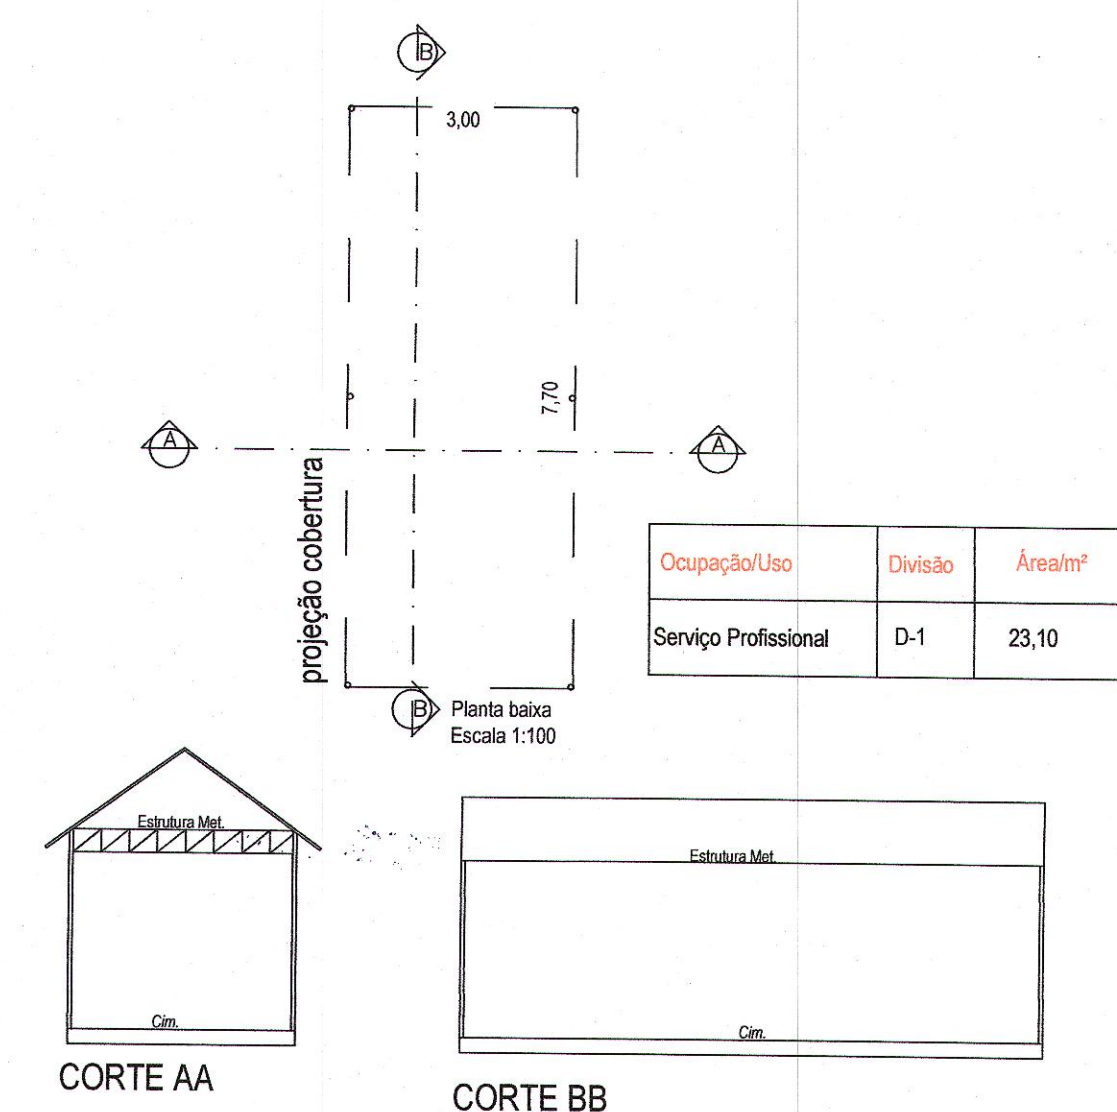 B
3,00
7,70
A
A
projeção cobertura
Ocupação/Uso Divisão Área/m²
Serviço Profissional D-1 23,10
B
Planta baixa
Escala 1:100
Estrutura Met.
Cim.
CORTE AA
Estrutura Met.
Cim.
CORTE BB